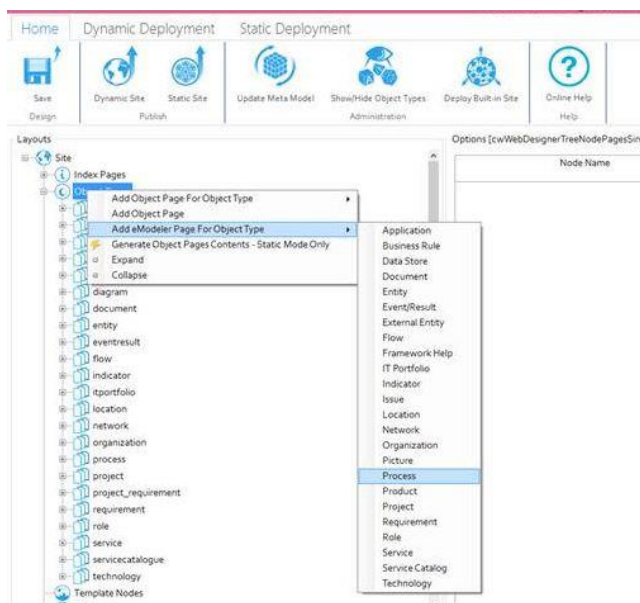 Home Dynamic Deployment Static Deployment
Save Dynamic Site Static Site Update Meta Model Show/Hide Object Types Deploy Built-in Site Online Help
Design Publish Administration Help
Layouts
Options [cwWebDesignerTreeNodePagesSin
Node Name
Site
Index Pages
Add Object Page For Object Type
Add Object Page
Add eModeler Page For Object Type
Generate Object Pages Contents - Static Mode Only
Expand
Collapse
diagram
document
entity
eventresult
flow
indicator
itportfolio
location
network
organization
process
project
project_requirement
requirement
role
service
servicecatalogue
technology
Template Nodes
Application
Business Rule
Data Store
Document
Entity
Event/Result
External Entity
Flow
Framework Help
IT Portfolio
Indicator
Issue
Location
Network
Organization
Picture
Process
Product
Project
Requirement
Role
Service
Service Catalog
Technology